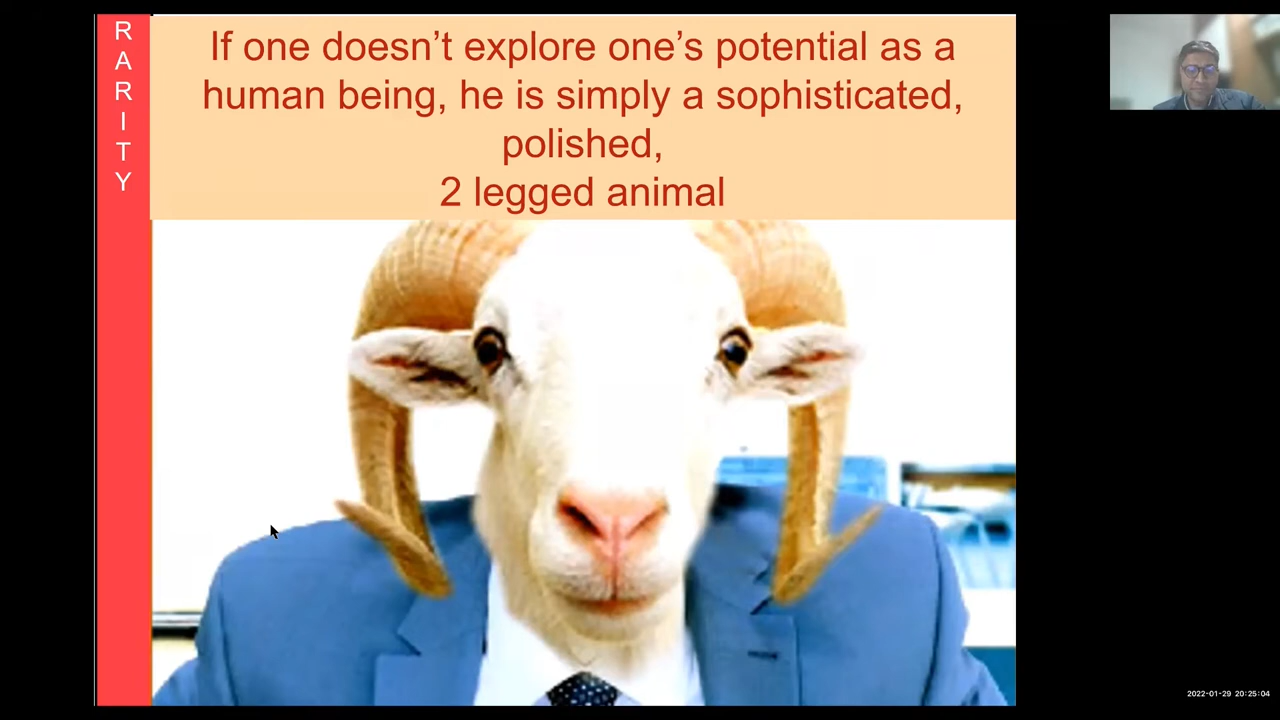 RARITY
If one doesn’t explore one’s potential as a
human being, he is simply a sophisticated,
polished,
2 legged animal
2022-01-29 20:25:04